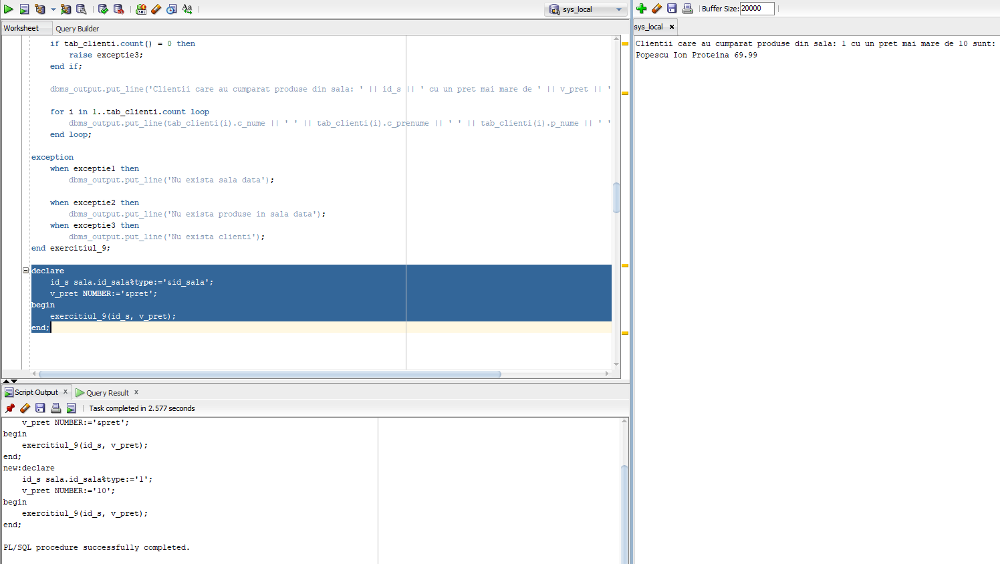 sys_local
Worksheet
Query Builder
if tab_clienti.count() = 0 then
raise exceptie3;
end if;
dbms_output.put_line('Clientii care au cumparat produse din sala: ' || id_s || ' cu un pret mai mare de ' || v_pret || '
for i in 1..tab_clienti.count loop
dbms_output.put_line(tab_clienti(i).c_nume || ' ' || tab_clienti(i).c_prenume || ' ' || tab_clienti(i).p_nume || ' '
end loop;
exception
when exceptie1 then
dbms_output.put_line('Nu exista sala data');
when exceptie2 then
dbms_output.put_line('Nu exista produse in sala data');
when exceptie3 then
dbms_output.put_line('Nu exista clienti');
end exercitiul_9;
declare
id_s sala.id_sala%type:='&id_sala';
v_pret NUMBER:='&pret';
begin
exercitiul_9(id_s, v_pret);
end;
Script Output x
Query Result x
Task completed in 2.577 seconds
v_pret NUMBER:='&pret';
begin
exercitiul_9(id_s, v_pret);
end;
new:declare
id_s sala.id_sala%type:='1';
v_pret NUMBER:='10';
begin
exercitiul_9(id_s, v_pret);
end;
PL/SQL procedure successfully completed.
Buffer Size: 20000
sys_local x
Clientii care au cumparat produse din sala: 1 cu un pret mai mare de 10 sunt:
Popescu Ion Proteina 69.99